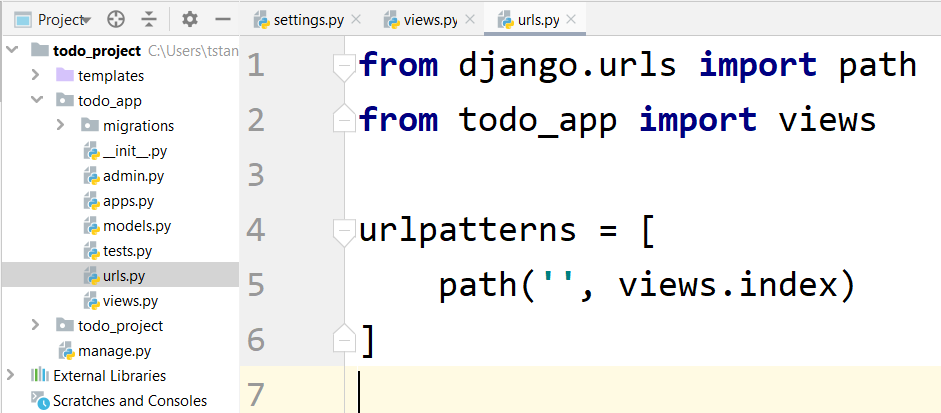 Project
settings.py
views.py
urls.py
todo_project C:\Users\tstan
templates
todo_app
migrations
__init__.py
admin.py
apps.py
models.py
tests.py
urls.py
views.py
todo_project
manage.py
External Libraries
Scratches and Consoles
1 from django.urls import path
2 from todo_app import views
3
4 urlpatterns = [
5     path('', views.index)
6 ]
7